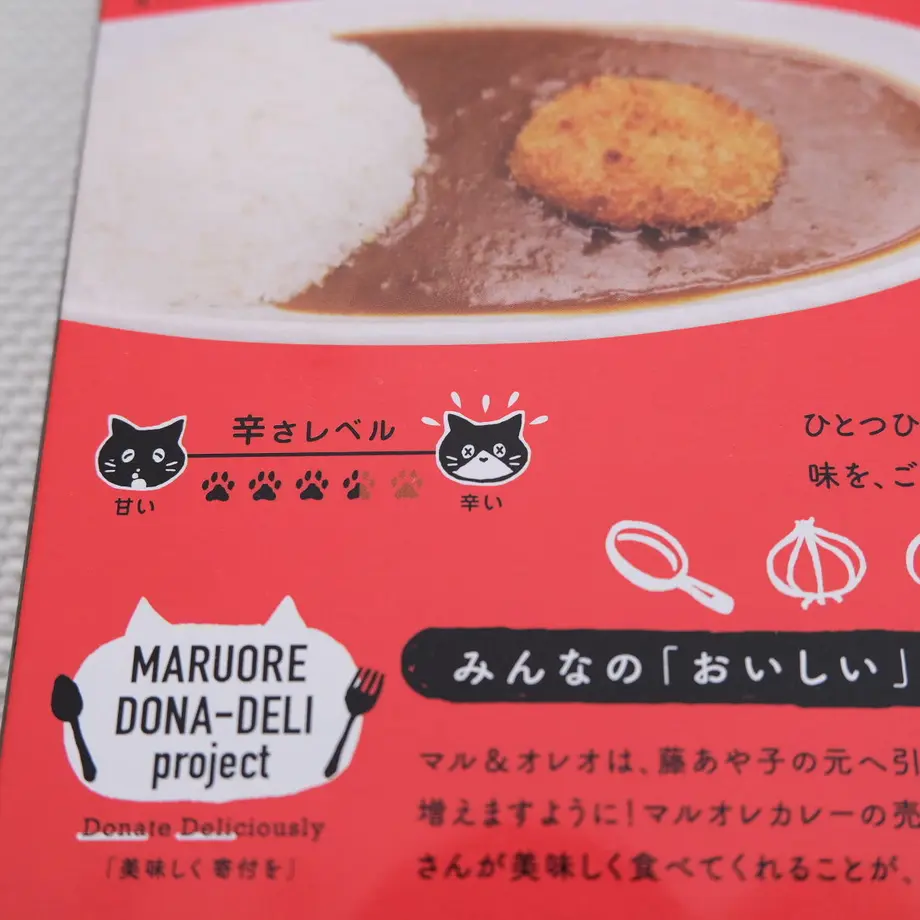 辛さレベル
甘い
辛い
ひとつひ
味を、ご
MARUORE
DONA-DELI
project
Donate Deliciously
「美味しく寄付を」
みんなの「おいしい」
マル&オレオは、藤あや子の元へ引
増えますように!マルオレカレーの売
さんが美味しく食べてくれることが、